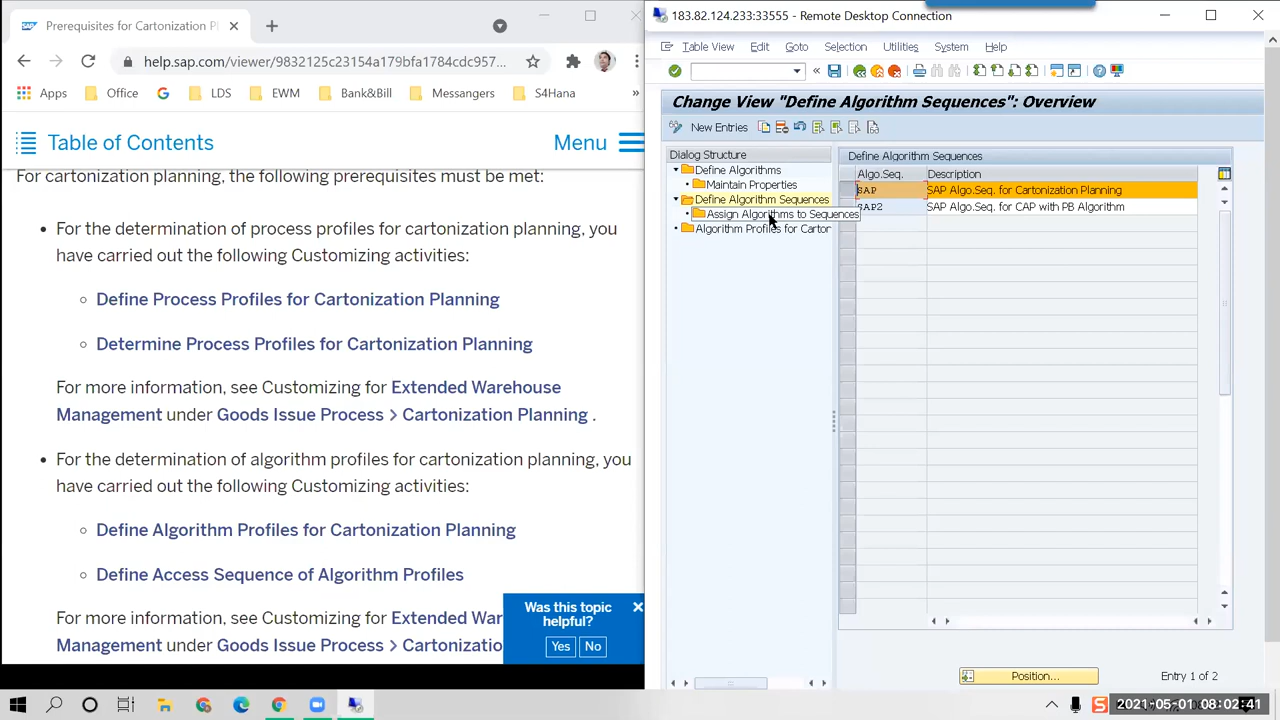 Prerequisites for Cartonization P
help.sap.com/viewer/9832125c23154a179bfa1784cdc957...
Apps
Office
LDS
EWM
Bank&Bill
Messangers
S4Hana
»
Table of Contents
Menu
For cartonization planning, the following prerequisites must be met:
• For the determination of process profiles for cartonization planning, you
have carried out the following Customizing activities:
Define Process Profiles for Cartonization Planning
Determine Process Profiles for Cartonization Planning
For more information, see Customizing for Extended Warehouse
Management under Goods Issue Process > Cartonization Planning .
• For the determination of algorithm profiles for cartonization planning, you
have carried out the following Customizing activities:
Define Algorithm Profiles for Cartonization Planning
Define Access Sequence of Algorithm Profiles
For more information, see Customizing for Extended War
Management under Goods Issue Process > Cartonizatio
Was this topic
helpful?
Yes No
183.82.124.233:33555 - Remote Desktop Connection
Table View Edit Goto Selection Utilities System Help
Change View "Define Algorithm Sequences": Overview
New Entries
Dialog Structure
Define Algorithms
Maintain Properties
Define Algorithm Sequences
Assign Algorithms to Sequences
Algorithm Profiles for Carton
Define Algorithm Sequences
Algo.Seq. Description
SAP SAP Algo.Seq. for Cartonization Planning
SAP2 SAP Algo.Seq. for CAP with PB Algorithm
Position...
Entry 1 of 2
2021-05-01 08:02:41